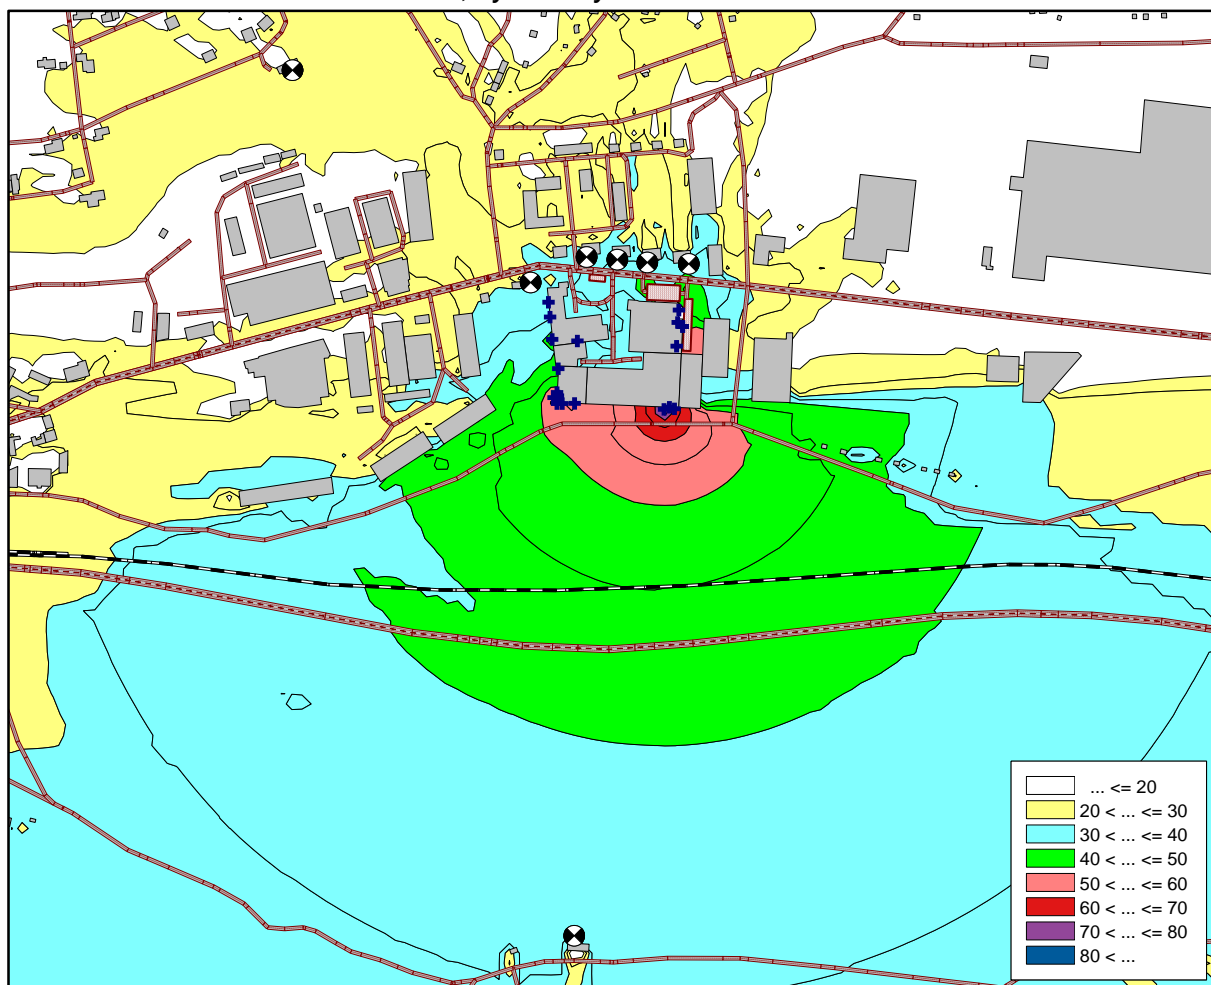 ... <= 20
20 < ... <= 30
30 < ... <= 40
40 < ... <= 50
50 < ... <= 60
60 < ... <= 70
70 < ... <= 80
80 < ...